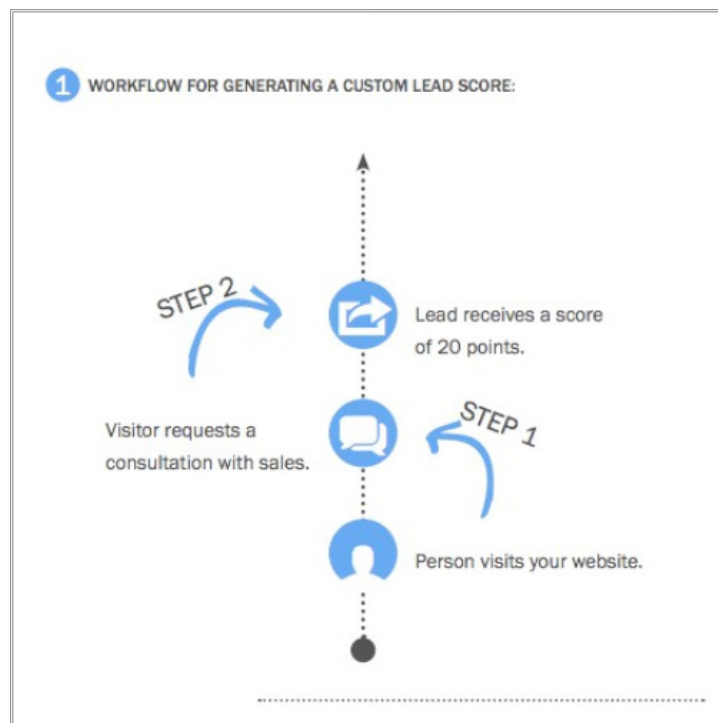 1 WORKFLOW FOR GENERATING A CUSTOM LEAD SCORE:
STEP 2
Lead receives a score
of 20 points.
STEP 1
Visitor requests a
consultation with sales.
Person visits your website.